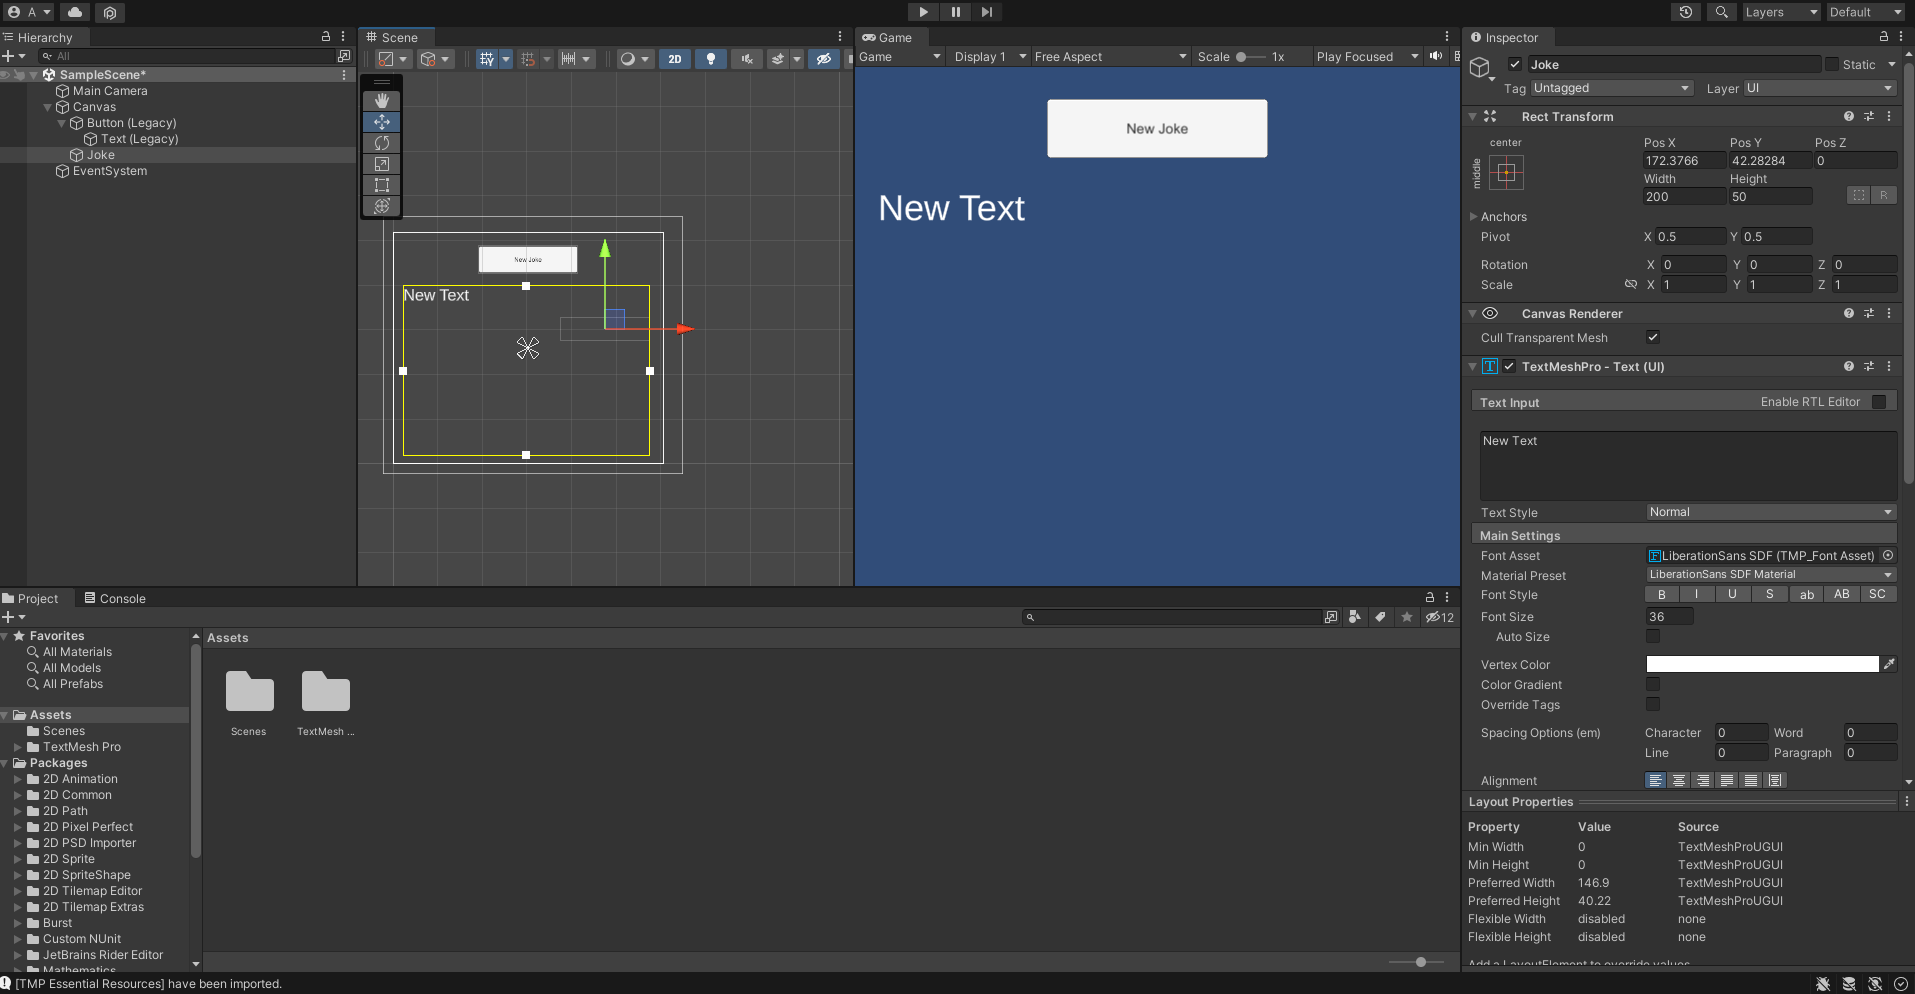 A
Layers
Default
Hierarchy
All
SampleScene*
Main Camera
Canvas
Button (Legacy)
Text (Legacy)
Joke
EventSystem
Scene
2D
New Joke
New Text
Game
Game
Display 1
Free Aspect
Scale
1x
Play Focused
New Joke
New Text
Inspector
Joke
Static
Tag
Untagged
Layer
UI
Rect Transform
center
middle
Pos X
Pos Y
Pos Z
172.3766
42.28284
0
Width
Height
200
50
R
Anchors
Pivot
X
0.5
Y
0.5
Rotation
X
0
Y
0
Z
0
Scale
X
1
Y
1
Z
1
Canvas Renderer
Cull Transparent Mesh
TextMeshPro - Text (UI)
Text Input
Enable RTL Editor
New Text
Text Style
Normal
Main Settings
Font Asset
LiberationSans SDF (TMP_Font Asset)
Material Preset
LiberationSans SDF Material
Font Style
B
I
U
S
ab
AB
SC
Font Size
36
Auto Size
Vertex Color
Color Gradient
Override Tags
Spacing Options (em)
Character
0
Word
0
Line
0
Paragraph
0
Alignment
Layout Properties
Property
Value
Source
Min Width
0
TextMeshProUGUI
Min Height
0
TextMeshProUGUI
Preferred Width
146.9
TextMeshProUGUI
Preferred Height
40.22
TextMeshProUGUI
Flexible Width
disabled
none
Flexible Height
disabled
none
Add a LayoutElement to override values
Project
Console
12
Favorites
All Materials
All Models
All Prefabs
Assets
Scenes
TextMesh Pro
Packages
2D Animation
2D Common
2D Path
2D Pixel Perfect
2D PSD Importer
2D Sprite
2D SpriteShape
2D Tilemap Editor
2D Tilemap Extras
Burst
Custom NUnit
JetBrains Rider Editor
Mathematics
Assets
Scenes
TextMesh ...
[TMP Essential Resources] have been imported.